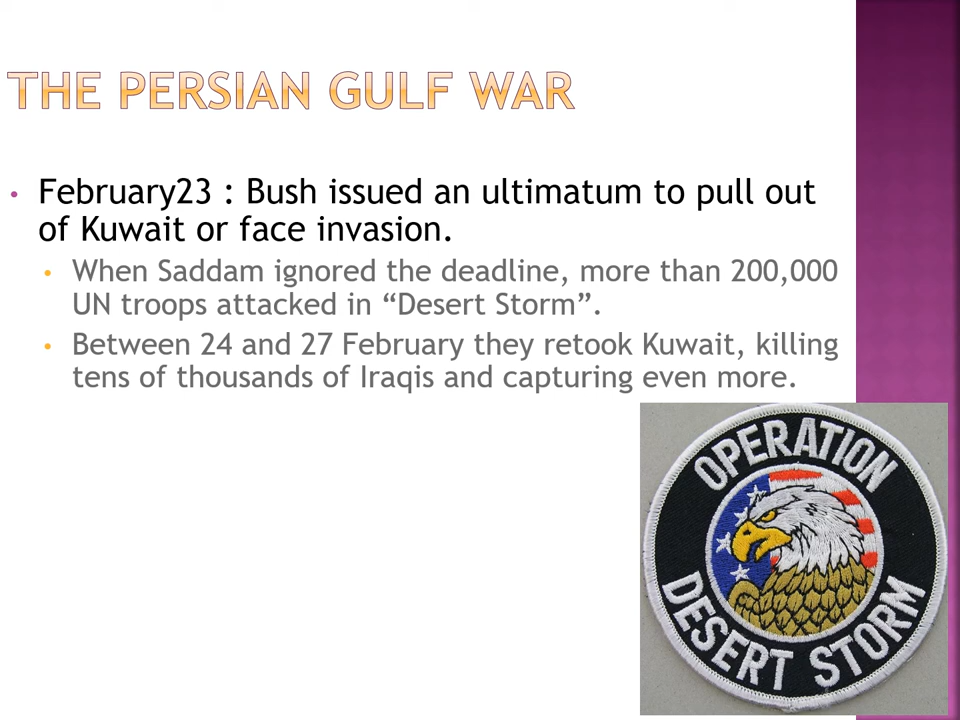 THE PERSIAN GULF WAR
• February23 : Bush issued an ultimatum to pull out
of Kuwait or face invasion.
• When Saddam ignored the deadline, more than 200,000
UN troops attacked in “Desert Storm”.
• Between 24 and 27 February they retook Kuwait, killing
tens of thousands of Iraqis and capturing even more.
OPERATION
DESERT STORM